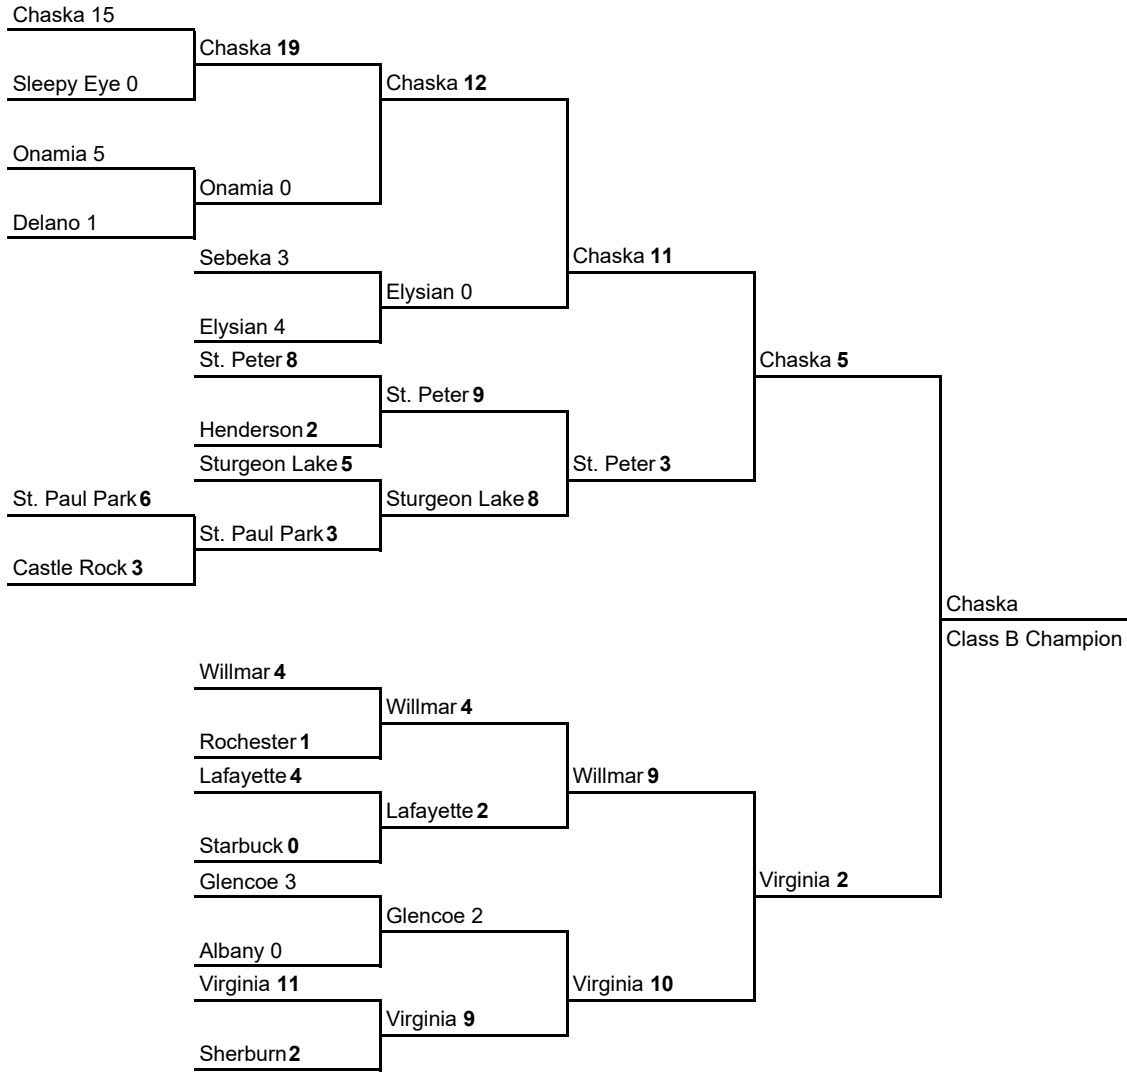 Chaska 15
Chaska 19
Sleepy Eye 0
Chaska 12
Onamia 5
Onamia 0
Delano 1
Sebeka 3
Chaska 11
Elysian 0
Elysian 4
St. Peter 8
Chaska 5
St. Peter 9
Henderson 2
Sturgeon Lake 5
St. Peter 3
St. Paul Park 6
Sturgeon Lake 8
St. Paul Park 3
Castle Rock 3
Chaska
Class B Champion
Willmar 4
Willmar 4
Rochester 1
Lafayette 4
Willmar 9
Lafayette 2
Starbuck 0
Glencoe 3
Virginia 2
Glencoe 2
Albany 0
Virginia 11
Virginia 10
Virginia 9
Sherburn 2